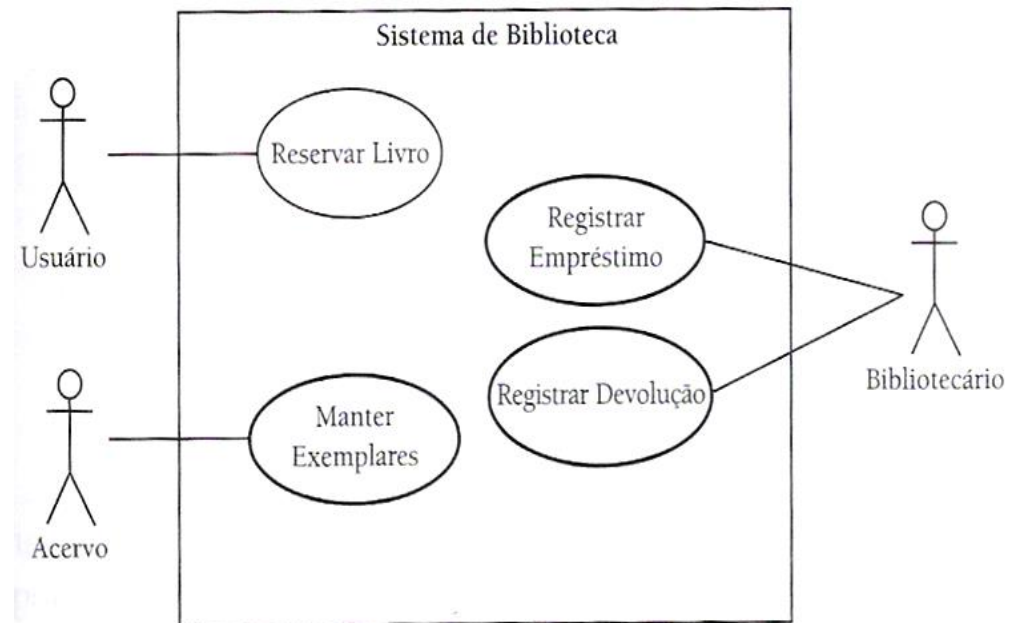 Sistema de Biblioteca
Reservar Livro
Usuário
Registrar
Empréstimo
Bibliotecário
Registrar Devolução
Manter
Exemplares
Acervo